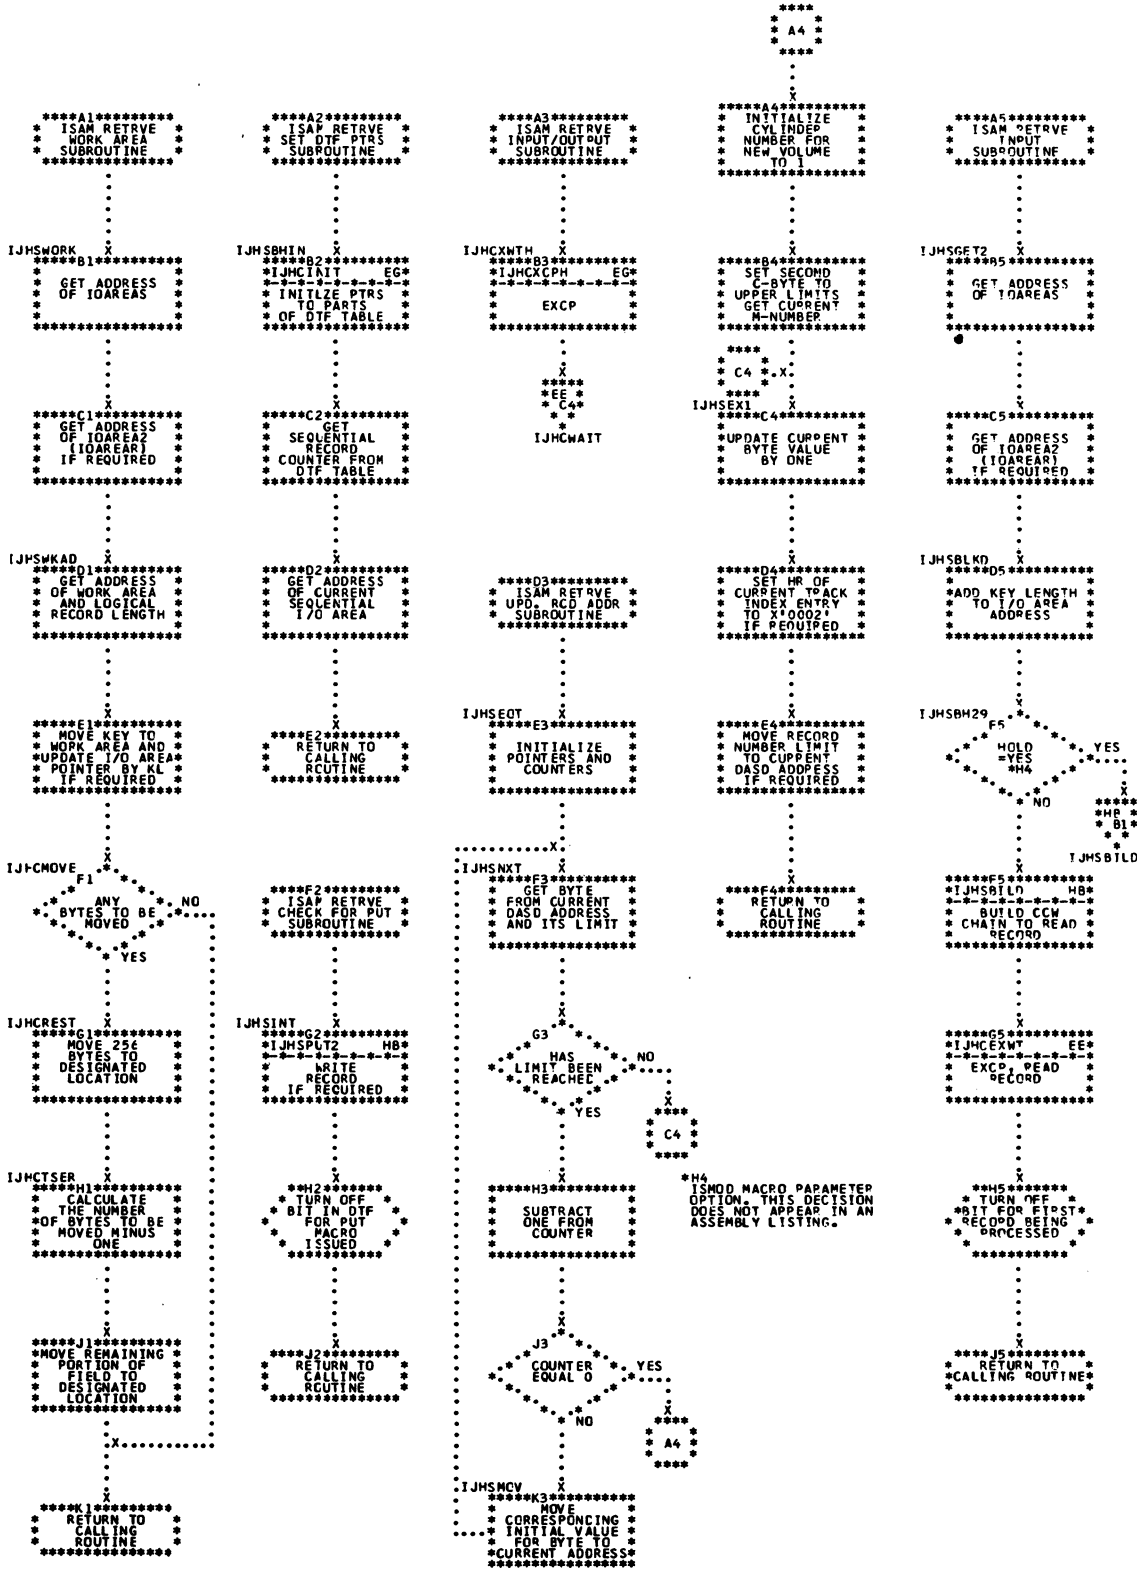 A4
A1
ISAM RETRVE
WORK AREA
SUBROUTINE
IJHSWORK
B1
GET ADDRESS
OF IOAREAS
C1
GET ADDRESS
OF IOAREA2
(IOAREAR)
IF REQUIRED
IJHSWKAD
D1
GET ADDRESS
OF WORK AREA
AND LOGICAL
RECORD LENGTH
E1
MOVE KEY TO
WORK AREA AND
UPDATE I/O AREA
POINTER BY KL
IF REQUIRED
IJHCMOVE
F1
ANY
BYTES TO BE
MOVED
NO
YES
IJHCREST
G1
MOVE 256
BYTES TO
DESIGNATED
LOCATION
IJHCTSER
H1
CALCULATE
THE NUMBER
OF BYTES TO BE
MOVED MINUS
ONE
J1
MOVE REMAINING
PORTION OF
FIELD TO
DESIGNATED
LOCATION
K1
RETURN TO
CALLING
ROUTINE
A2
ISAM RETRVE
SET DTF PTRS
SUBROUTINE
IJHSBHIN
B2
IJHCINIT EG
INITLZE PTRS
TO PARTS
OF DTF TABLE
C2
GET
SEQUENTIAL
RECORD
COUNTER FROM
DTF TABLE
D2
GET ADDRESS
OF CURRENT
SEQUENTIAL
I/O AREA
E2
RETURN TO
CALLING
ROUTINE
F2
ISAM RETRVE
CHECK FOR PUT
SUBROUTINE
IJHSINT
G2
IJHSPUT2 HB
WRITE
RECORD
IF REQUIRED
H2
TURN OFF
BIT IN DTF
FOR PUT
MACRO
ISSUED
J2
RETURN TO
CALLING
ROUTINE
A3
ISAM RETRVE
INPUT/OUTPUT
SUBROUTINE
IJHCXWTH
B3
IJHCXCPH EG
EXCP
EE
C4
IJHCWAIT
D3
ISAM RETRVE
UPD. RCD ADDR
SUBROUTINE
IJHSEOT
E3
INITIALIZE
POINTERS AND
COUNTERS
IJHSNXT
F3
GET BYTE
FROM CURRENT
DASD ADDRESS
AND ITS LIMIT
G3
HAS
LIMIT BEEN
REACHED
NO
YES
C4
H3
SUBTRACT
ONE FROM
COUNTER
J3
COUNTER
EQUAL 0
YES
NO
A4
IJHSMOV
K3
MOVE
CORRESPONDING
INITIAL VALUE
FOR BYTE TO
CURRENT ADDRESS
A4
INITIALIZE
CYLINDER
NUMBER FOR
NEW VOLUME
TO 1
B4
SET SECOND
C-BYTE TO
UPPER LIMITS
GET CURRENT
M-NUMBER
C4
IJHSEX1
C4
UPDATE CURRENT
BYTE VALUE
BY ONE
D4
SET HR OF
CURRENT TRACK
INDEX ENTRY
TO X'0002'
IF REQUIRED
E4
MOVE RECORD
NUMBER LIMIT
TO CURRENT
DASD ADDRESS
IF REQUIRED
F4
RETURN TO
CALLING
ROUTINE
*H4
ISMOD MACRO PARAMETER
OPTION. THIS DECISION
DOES NOT APPEAR IN AN
ASSEMBLY LISTING.
A5
ISAM RETRVE
INPUT
SUBROUTINE
IJHSGET2
B5
GET ADDRESS
OF IOAREAS
C5
GET ADDRESS
OF IOAREA2
(IOAREAR)
IF REQUIRED
IJHSBLKD
D5
ADD KEY LENGTH
TO I/O AREA
ADDRESS
IJHSBH29
HOLD
=YES
*H4
YES
NO
HB
B1
IJHSBILD
F5
IJHSBILD HB
BUILD CCW
CHAIN TO READ
RECORD
G5
IJHCEXWT EE
EXCP, READ
RECORD
H5
TURN OFF
BIT FOR FIRST
RECORD BEING
PROCESSED
J5
RETURN TO
CALLING ROUTINE